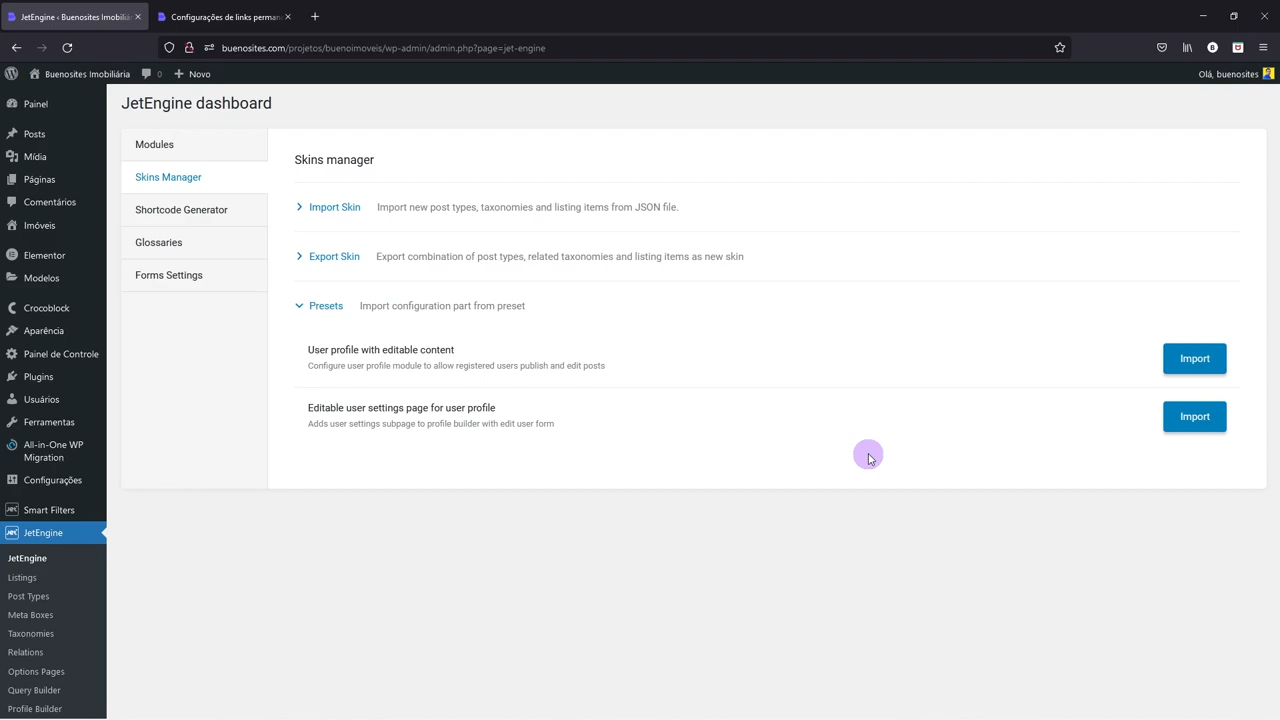 JetEngine ‹ Buenosites Imobiliá
Configurações de links perman
buenosites.com/projetos/buenoimoveis/wp-admin/admin.php?page=jet-engine
Buenosites Imobiliária
0
Novo
Olá, buenosites
Painel
Posts
Mídia
Páginas
Comentários
Imóveis
Elementor
Modelos
Crocoblock
Aparência
Painel de Controle
Plugins
Usuários
Ferramentas
All-in-One WP
Migration
Configurações
Smart Filters
JetEngine
JetEngine
Listings
Post Types
Meta Boxes
Taxonomies
Relations
Options Pages
Query Builder
Profile Builder
JetEngine dashboard
Modules
Skins Manager
Shortcode Generator
Glossaries
Forms Settings
Skins manager
Import Skin Import new post types, taxonomies and listing items from JSON file.
Export Skin Export combination of post types, related taxonomies and listing items as new skin
Presets Import configuration part from preset
User profile with editable content
Configure user profile module to allow registered users publish and edit posts
Import
Editable user settings page for user profile
Adds user settings subpage to profile builder with edit user form
Import